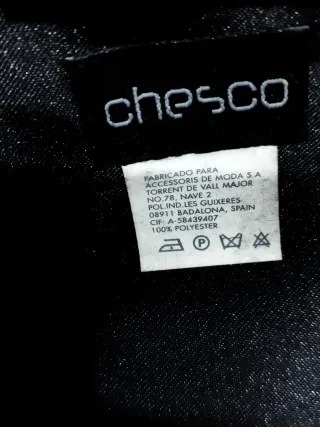 chesco
FABRICADO PARA
ACCESSORIS DE MODA S A
TORRENT DE VALL MAJOR
NO.78, NAVE 2
POL.IND.LES GUIXERES
08911 BADALONA, SPAIN
CIF: A-58439407
100% POLYESTER
P